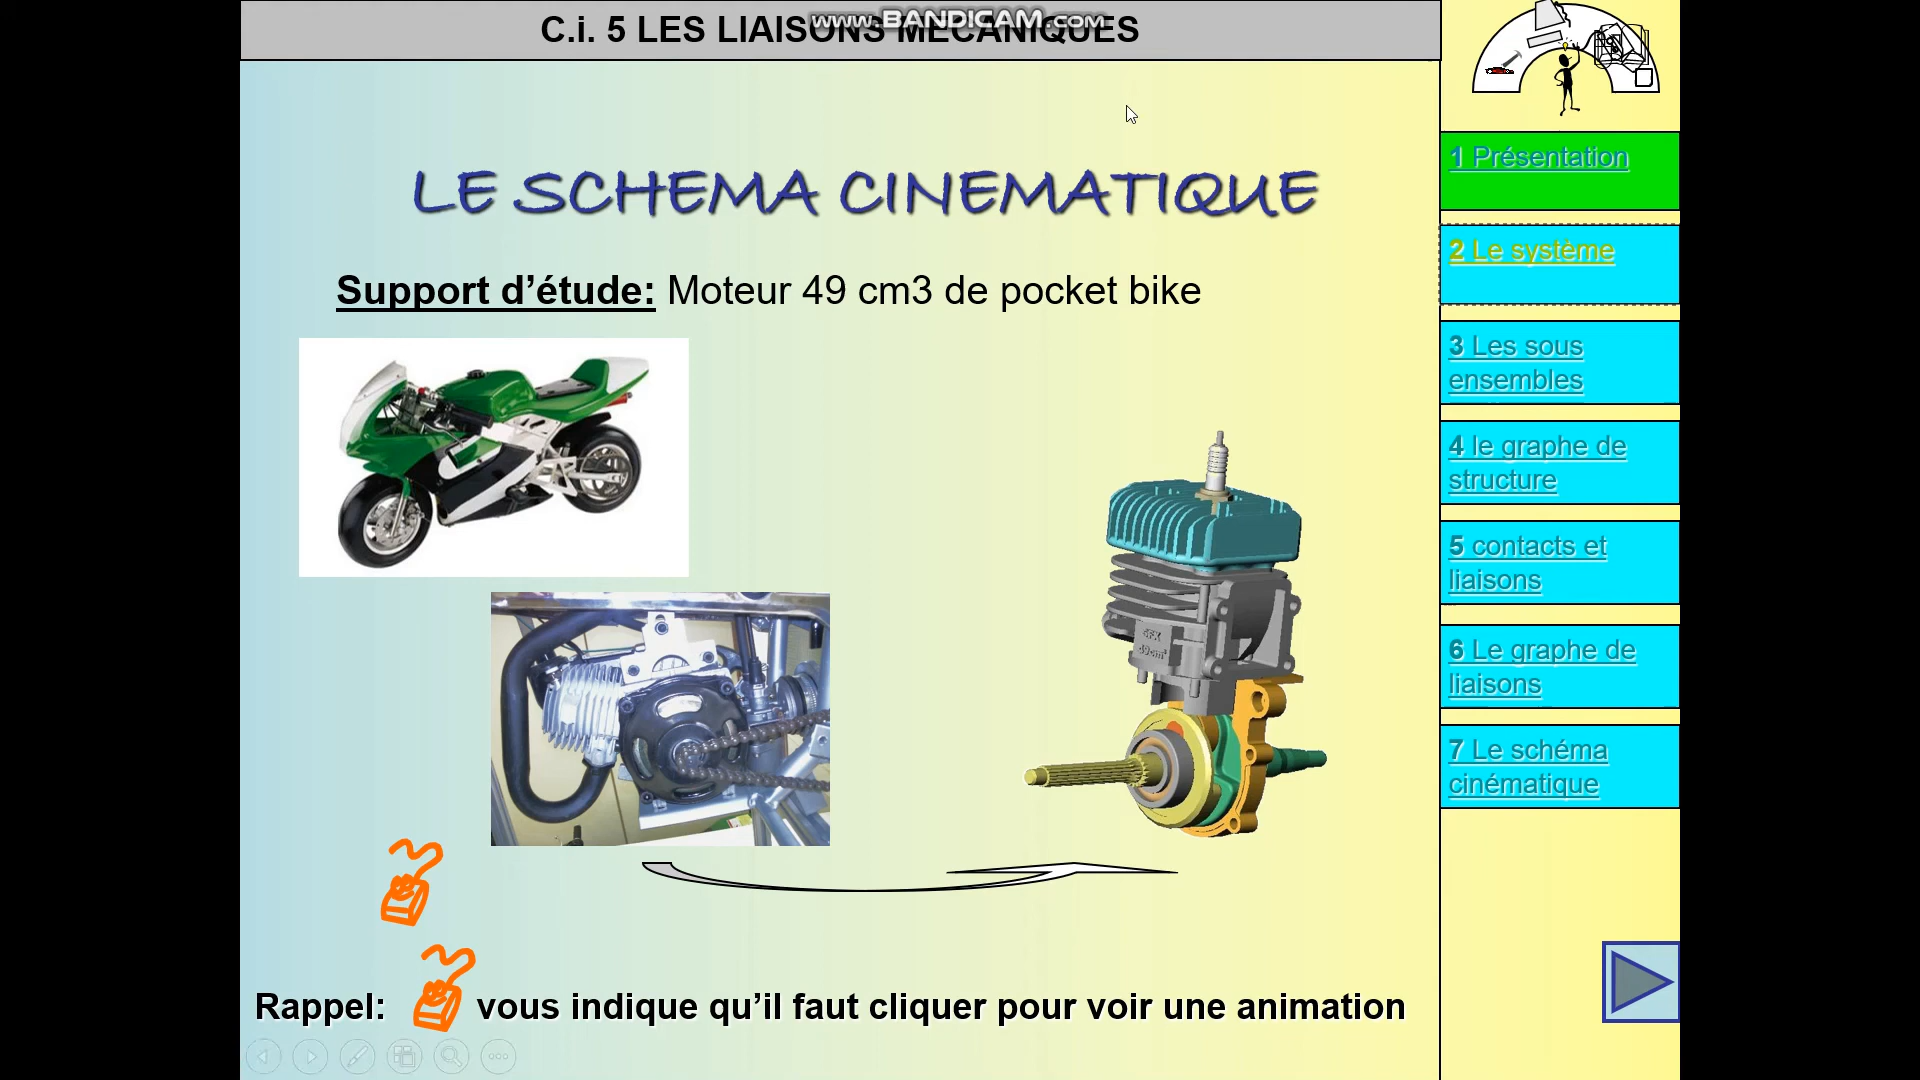 www.BANDICAM.com
C.i. 5 LES LIAISONS MECANIQUES
LE SCHEMA CINEMATIQUE
Support d’étude: Moteur 49 cm3 de pocket bike
49cm³
Rappel: vous indique qu’il faut cliquer pour voir une animation
1 Présentation
2 Le système
3 Les sous
ensembles
4 le graphe de
structure
5 contacts et
liaisons
6 Le graphe de
liaisons
7 Le schéma
cinématique